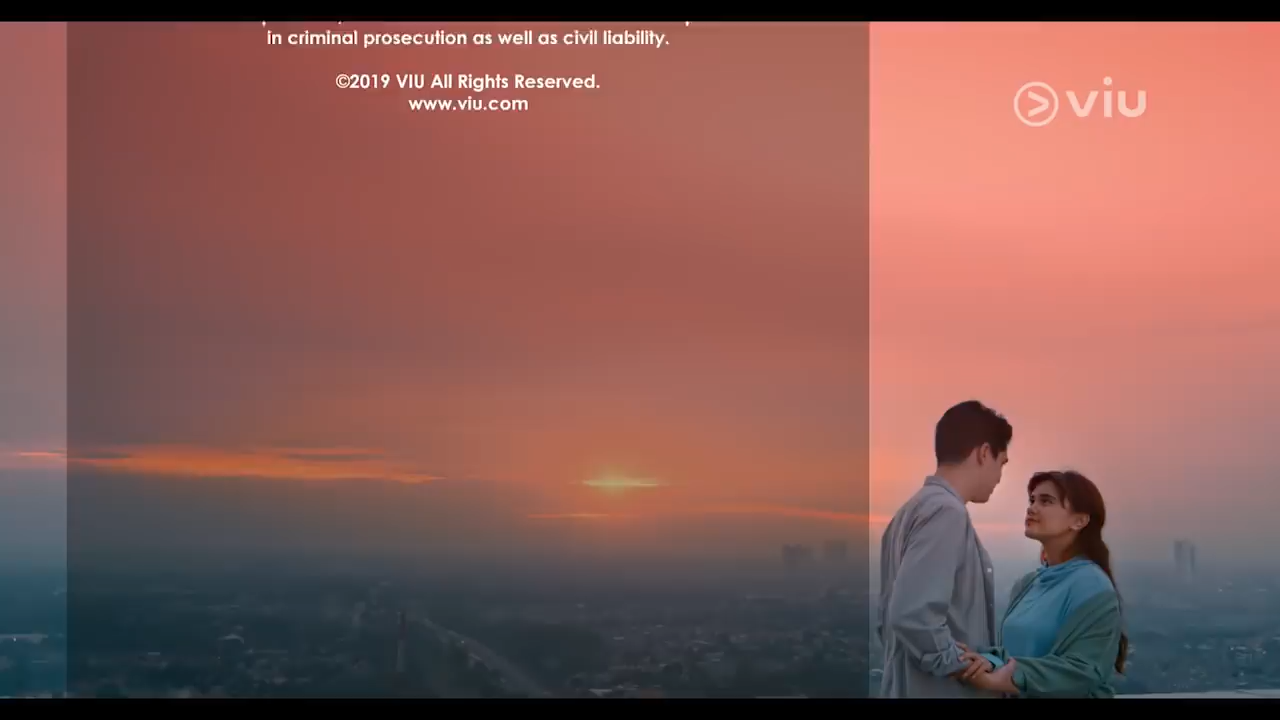 in criminal prosecution as well as civil liability.
©2019 VIU All Rights Reserved.
www.viu.com
viu